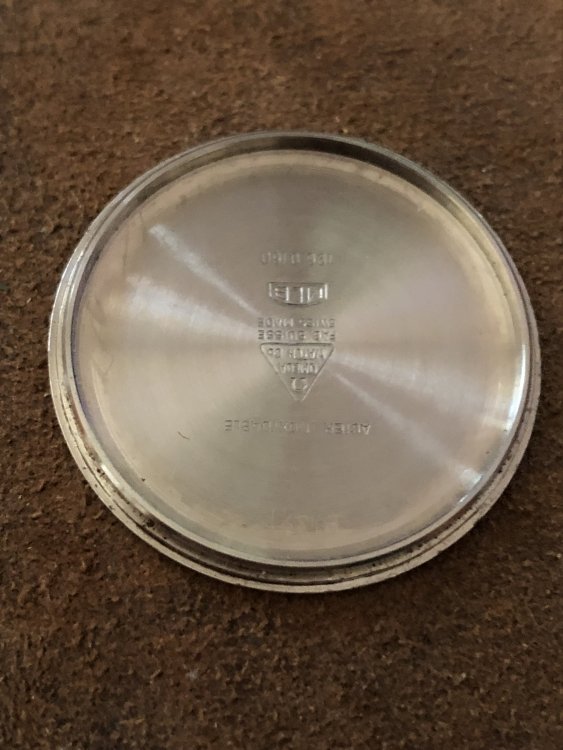 ACIER INOXYDABLE
Ω
OMEGA
WATCH Co
FAB. SUISSE
SWISS MADE